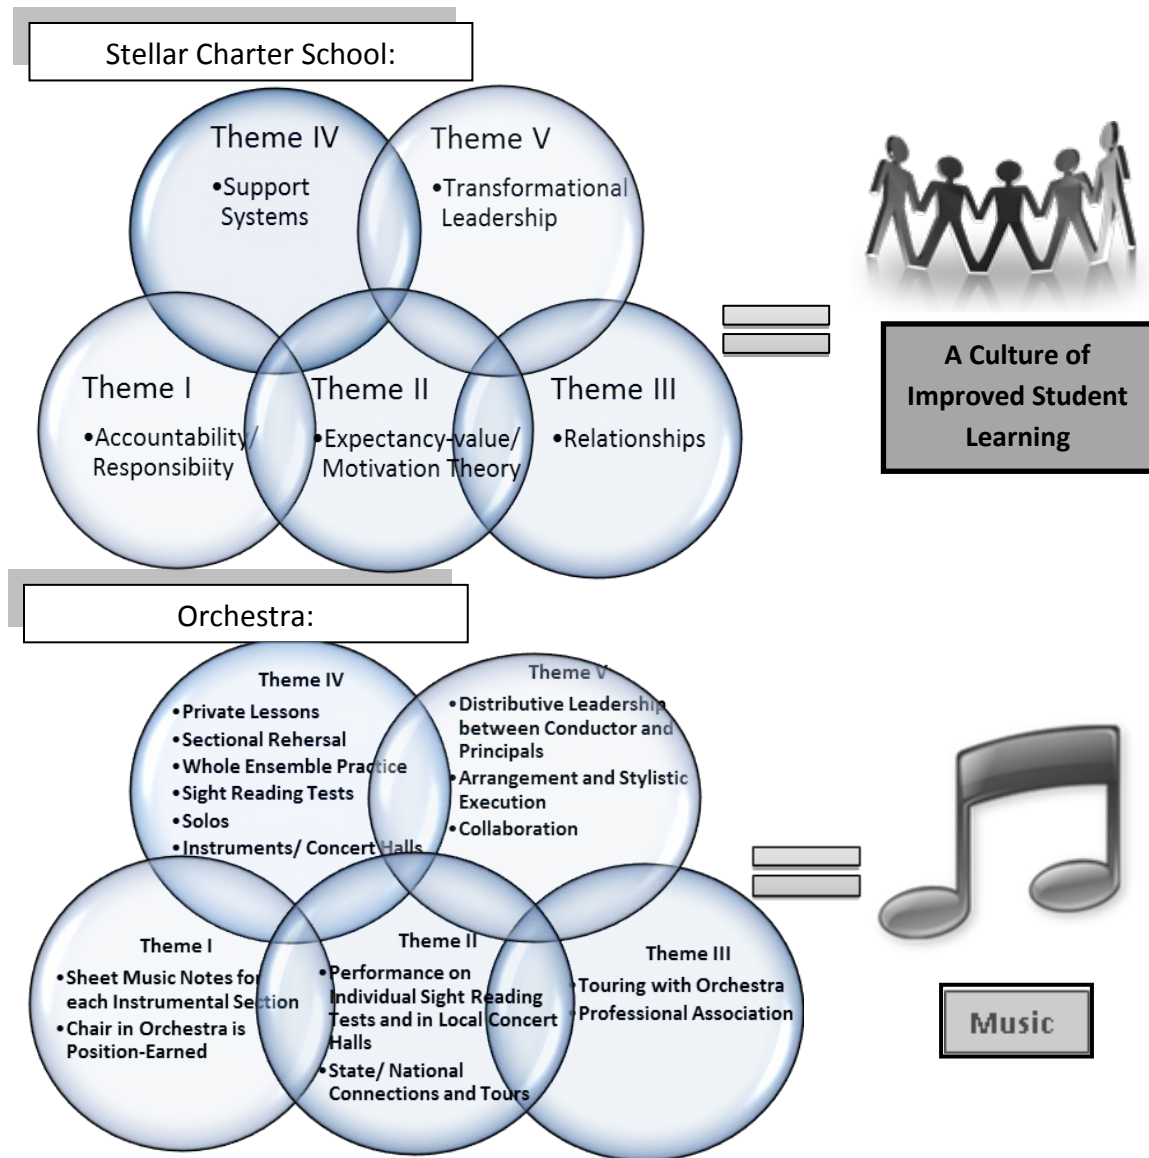 Stellar Charter School:
Theme IV
•Support
Systems
Theme V
•Transformational
Leadership
Theme I
•Accountability/
Responsibiity
Theme II
•Expectancy-value/
Motivation Theory
Theme III
•Relationships
A Culture of
Improved Student
Learning
Orchestra:
Theme IV
•Private Lessons
•Sectional Rehersal
•Whole Ensemble Practice
•Sight Reading Tests
•Solos
•Instruments/ Concert Halls
Theme V
•Distributive Leadership
between Conductor and
Principals
•Arrangement and Stylistic
Execution
•Collaboration
Theme I
•Sheet Music Notes for
each Instrumental Section
•Chair in Orchestra is
Position-Earned
Theme II
•Performance on
Individual Sight Reading
Tests and in Local Concert
Halls
•State/ National
Connections and Tours
Theme III
•Touring with Orchestra
•Professional Association
Music